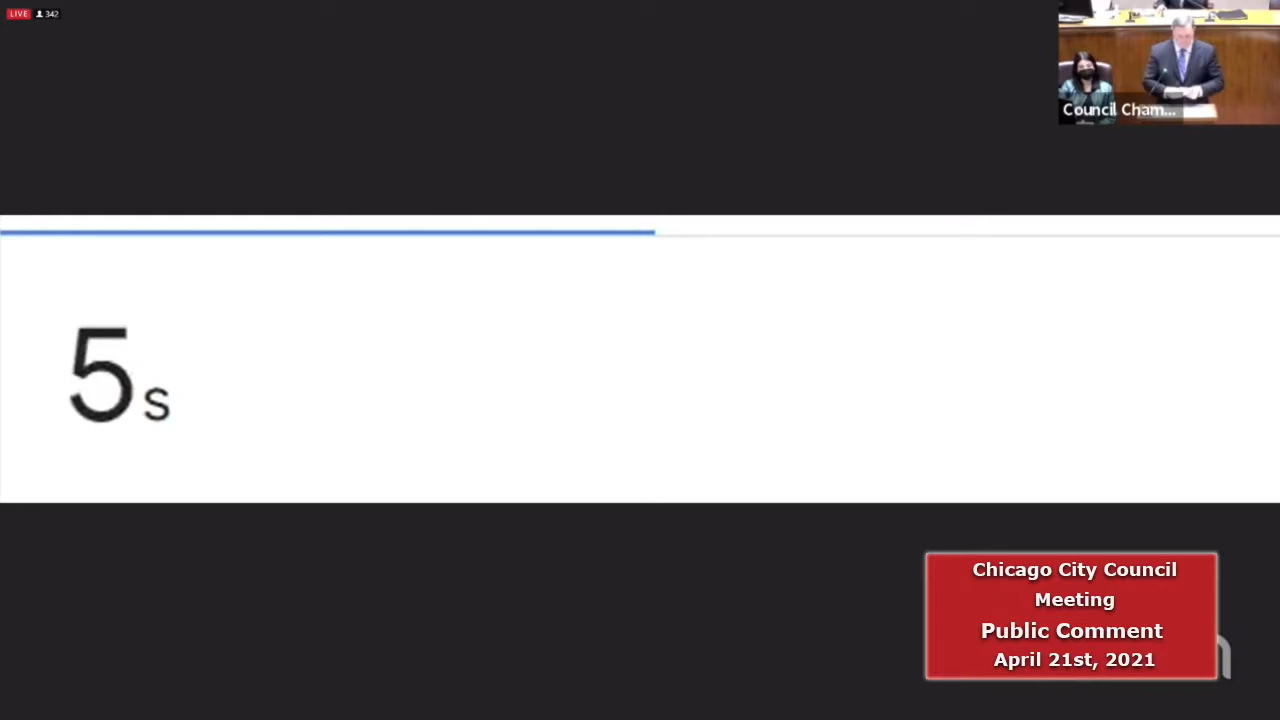 LIVE 342
Council Cham...
5s
Chicago City Council
Meeting
Public Comment
April 21st, 2021